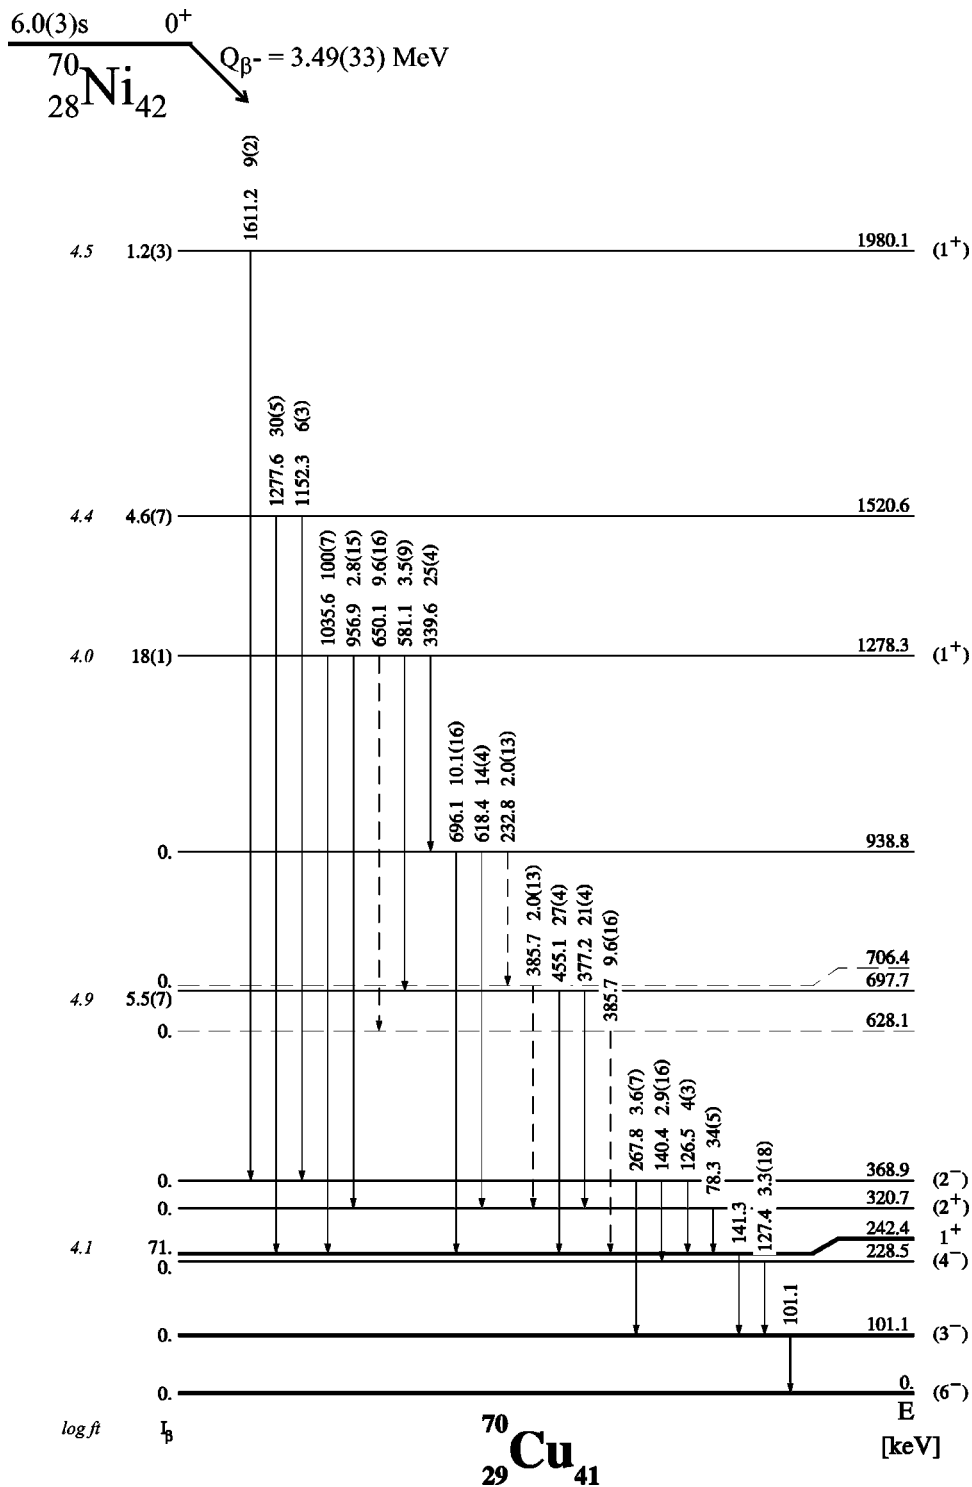 6.0(3)s 0⁺
Qβ⁻ = 3.49(33) MeV
⁷⁰₂₈Ni₄₂
1611.2 9(2)
4.5 1.2(3) 1980.1 (1⁺)
1277.6 30(5)
1152.3 6(3)
4.4 4.6(7) 1520.6
1035.6 100(7)
956.9 2.8(15)
650.1 9.6(16)
581.1 3.5(9)
339.6 25(4)
4.0 18(1) 1278.3 (1⁺)
696.1 10.1(16)
618.4 14(4)
232.8 2.0(13)
0. 938.8
385.7 2.0(13)
455.1 27(4)
377.2 21(4)
385.7 9.6(16)
0. 706.4
4.9 5.5(7) 697.7
0. 628.1
267.8 3.6(7)
140.4 2.9(16)
126.5 4(3)
78.3 34(5)
141.3
127.4 3.3(18)
101.1
0. 368.9 (2⁻)
0. 320.7 (2⁺)
4.1 71. 242.4 1⁺
0. 228.5 (4⁻)
0. 101.1 (3⁻)
0. 0. (6⁻)
log ft Iβ E
[keV]
⁷⁰₂₉Cu₄₁